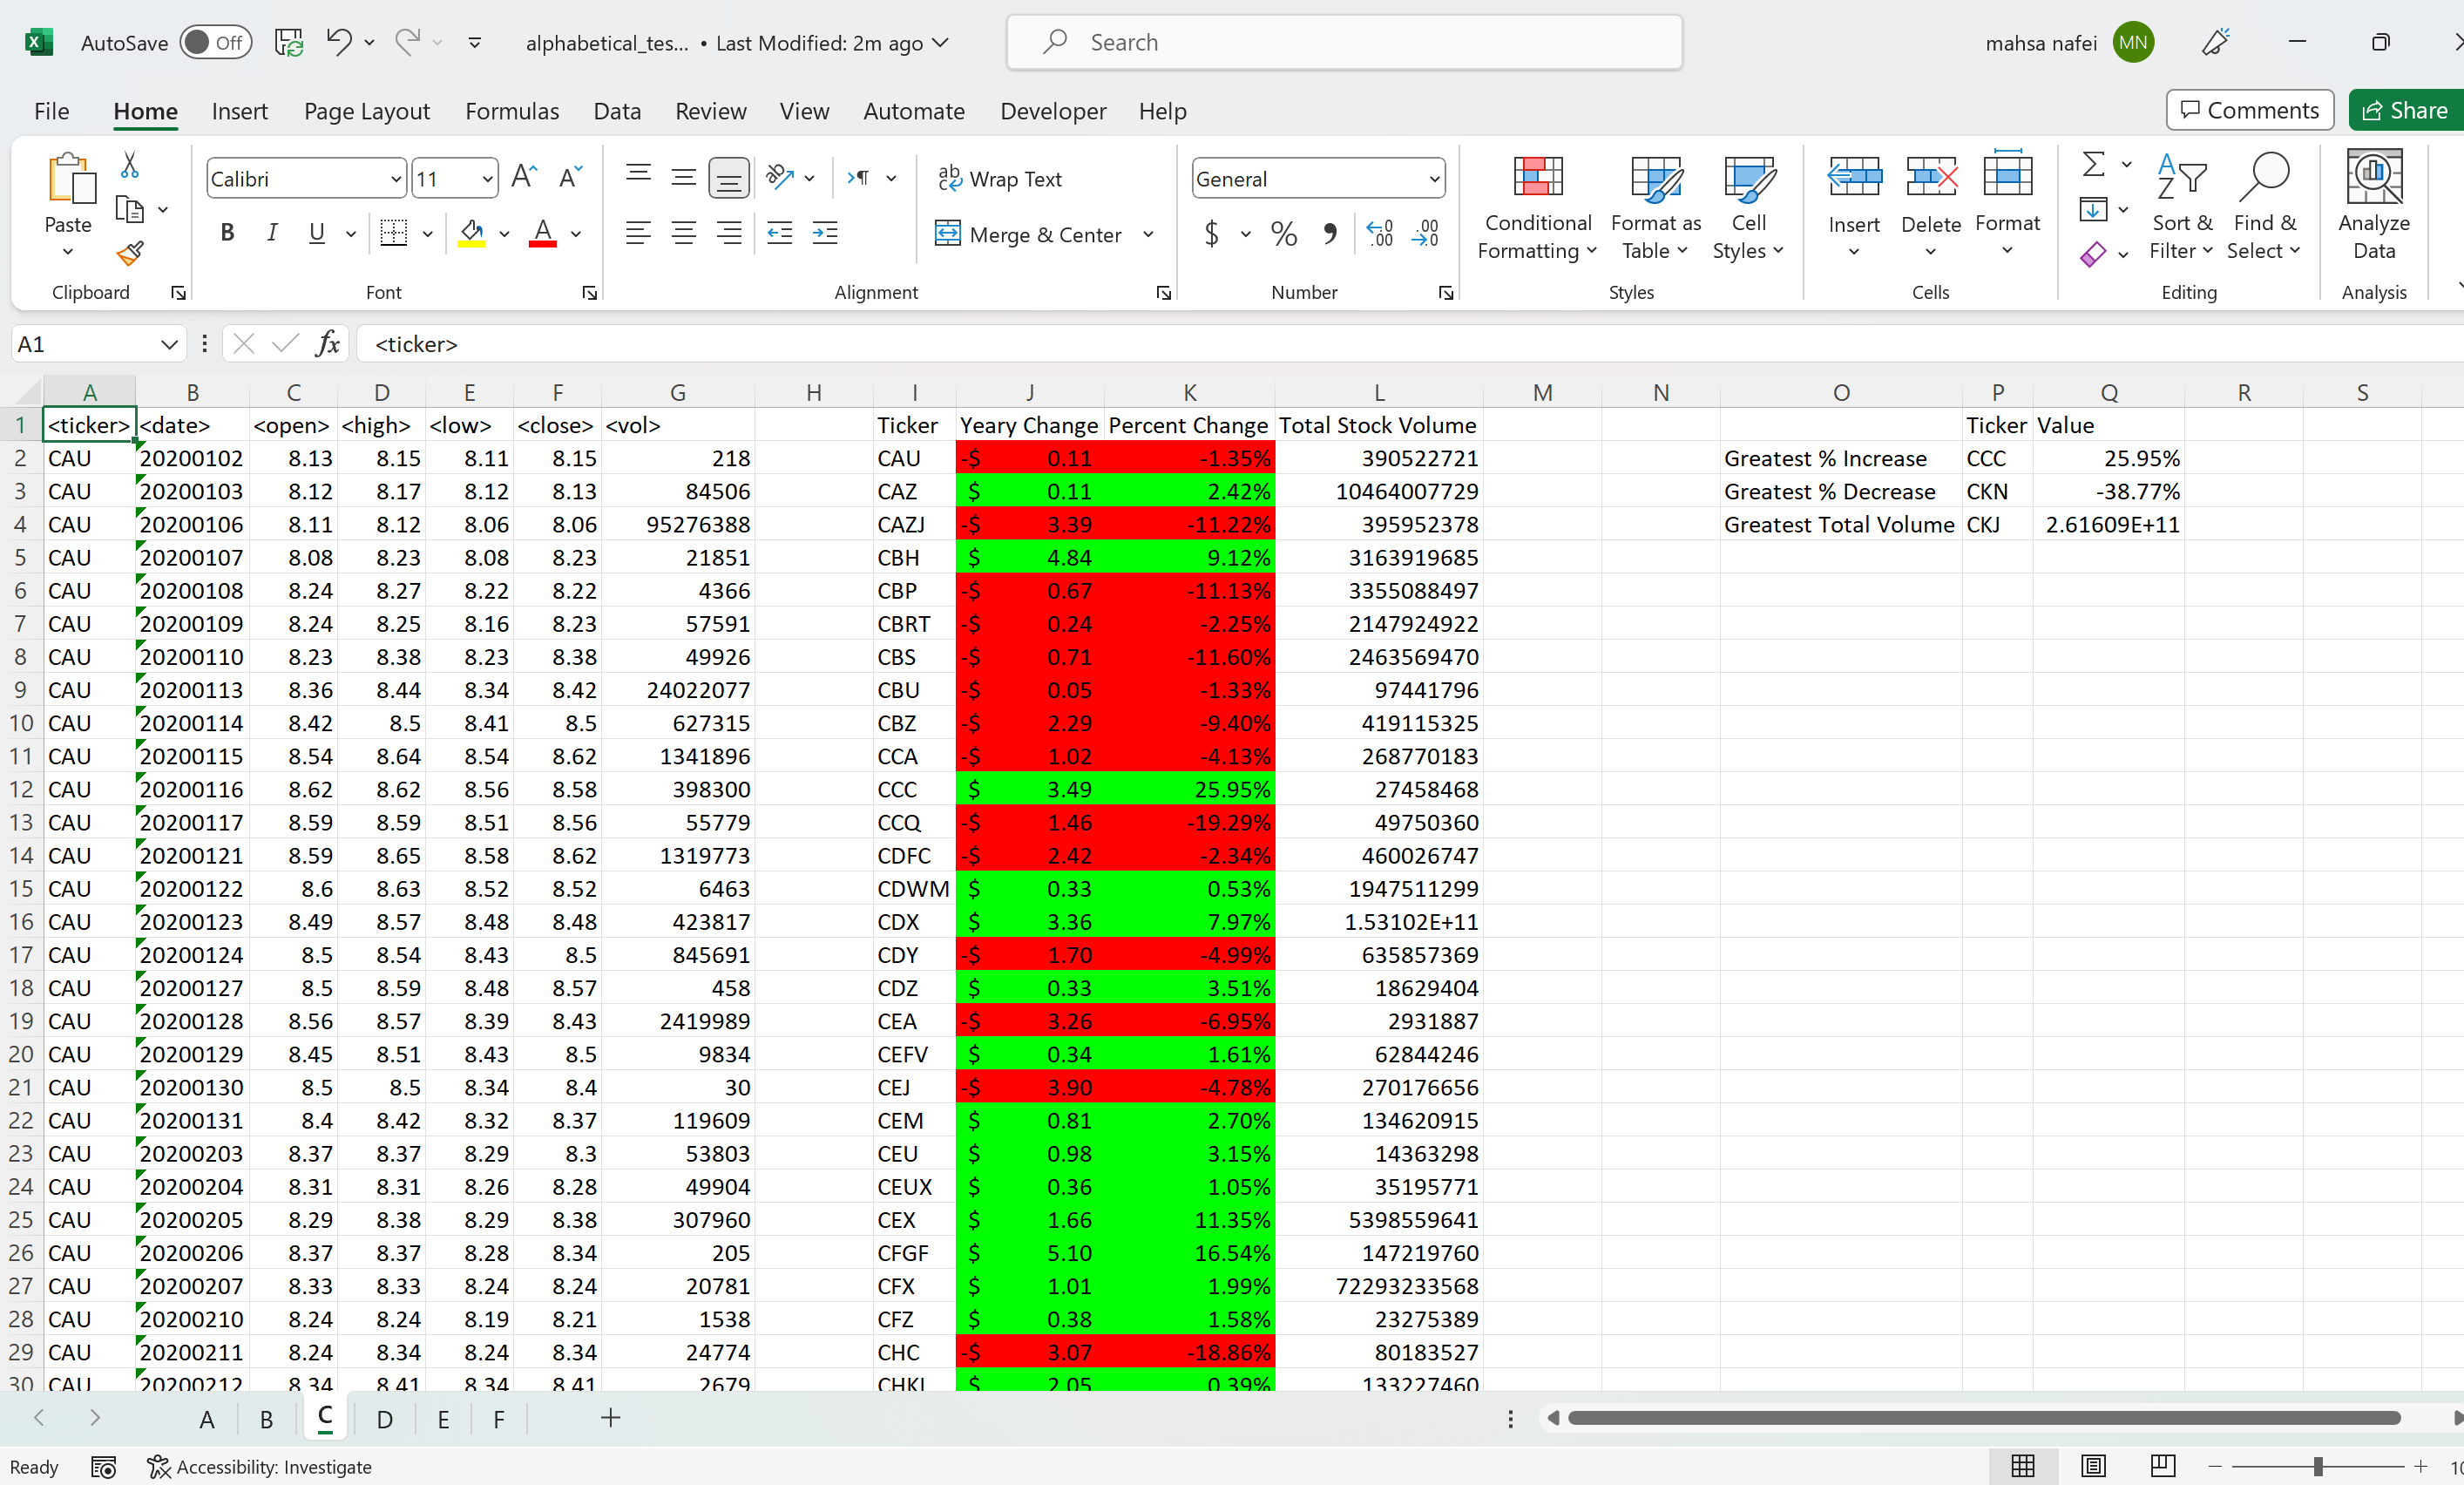 AutoSave Off alphabetical_tes... • Last Modified: 2m ago Search mahsa nafei MN
File Home Insert Page Layout Formulas Data Review View Automate Developer Help Comments Share
Paste Calibri 11 Wrap Text General Conditional Formatting Format as Table Cell Styles Insert Delete Format Sort & Filter Find & Select Analyze Data
B I U A Merge & Center $ % , .00 .00
Clipboard Font Alignment Number Styles Cells Editing Analysis
A1 fx <ticker>
A B C D E F G H I J K L M N O P Q R S
1 <ticker> <date> <open> <high> <low> <close> <vol> Ticker Yeary Change Percent Change Total Stock Volume Ticker Value
2 CAU 20200102 8.13 8.15 8.11 8.15 218 CAU -$ 0.11 -1.35% 390522721 Greatest % Increase CCC 25.95%
3 CAU 20200103 8.12 8.17 8.12 8.13 84506 CAZ $ 0.11 2.42% 10464007729 Greatest % Decrease CKN -38.77%
4 CAU 20200106 8.11 8.12 8.06 8.06 95276388 CAZJ -$ 3.39 -11.22% 395952378 Greatest Total Volume CKJ 2.61609E+11
5 CAU 20200107 8.08 8.23 8.08 8.23 21851 CBH $ 4.84 9.12% 3163919685
6 CAU 20200108 8.24 8.27 8.22 8.22 4366 CBP -$ 0.67 -11.13% 3355088497
7 CAU 20200109 8.24 8.25 8.16 8.23 57591 CBRT -$ 0.24 -2.25% 2147924922
8 CAU 20200110 8.23 8.38 8.23 8.38 49926 CBS -$ 0.71 -11.60% 2463569470
9 CAU 20200113 8.36 8.44 8.34 8.42 24022077 CBU -$ 0.05 -1.33% 97441796
10 CAU 20200114 8.42 8.5 8.41 8.5 627315 CBZ -$ 2.29 -9.40% 419115325
11 CAU 20200115 8.54 8.64 8.54 8.62 1341896 CCA -$ 1.02 -4.13% 268770183
12 CAU 20200116 8.62 8.62 8.56 8.58 398300 CCC $ 3.49 25.95% 27458468
13 CAU 20200117 8.59 8.59 8.51 8.56 55779 CCQ -$ 1.46 -19.29% 49750360
14 CAU 20200121 8.59 8.65 8.58 8.62 1319773 CDFC -$ 2.42 -2.34% 460026747
15 CAU 20200122 8.6 8.63 8.52 8.52 6463 CDWM $ 0.33 0.53% 1947511299
16 CAU 20200123 8.49 8.57 8.48 8.48 423817 CDX $ 3.36 7.97% 1.53102E+11
17 CAU 20200124 8.5 8.54 8.43 8.5 845691 CDY -$ 1.70 -4.99% 635857369
18 CAU 20200127 8.5 8.59 8.48 8.57 458 CDZ $ 0.33 3.51% 18629404
19 CAU 20200128 8.56 8.57 8.39 8.43 2419989 CEA -$ 3.26 -6.95% 2931887
20 CAU 20200129 8.45 8.51 8.43 8.5 9834 CEFV $ 0.34 1.61% 62844246
21 CAU 20200130 8.5 8.5 8.34 8.4 30 CEJ -$ 3.90 -4.78% 270176656
22 CAU 20200131 8.4 8.42 8.32 8.37 119609 CEM $ 0.81 2.70% 134620915
23 CAU 20200203 8.37 8.37 8.29 8.3 53803 CEU $ 0.98 3.15% 14363298
24 CAU 20200204 8.31 8.31 8.26 8.28 49904 CEUX $ 0.36 1.05% 35195771
25 CAU 20200205 8.29 8.38 8.29 8.38 307960 CEX $ 1.66 11.35% 5398559641
26 CAU 20200206 8.37 8.37 8.28 8.34 205 CFGF $ 5.10 16.54% 147219760
27 CAU 20200207 8.33 8.33 8.24 8.24 20781 CFX $ 1.01 1.99% 72293233568
28 CAU 20200210 8.24 8.24 8.19 8.21 1538 CFZ $ 0.38 1.58% 23275389
29 CAU 20200211 8.24 8.34 8.24 8.34 24774 CHC -$ 3.07 -18.86% 80183527
30 CAU 20200212 8.34 8.41 8.34 8.41 2679 $ 2.05 0.39% 133227460
A B C D E F
Ready Accessibility: Investigate